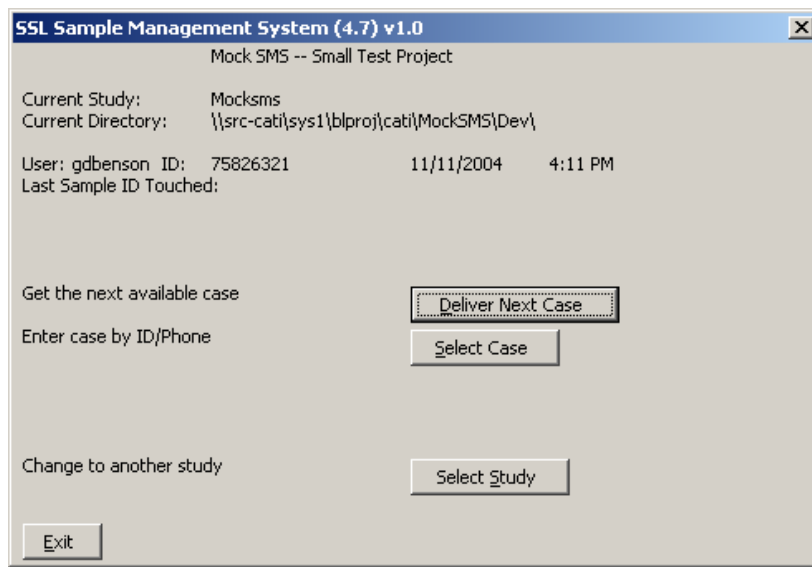 SSL Sample Management System (4.7) v1.0
Mock SMS -- Small Test Project
Current Study: Mocksms
Current Directory: \\src-cati\sys1\blproj\cati\MockSMS\Dev\
User: gdbenson ID: 75826321 11/11/2004 4:11 PM
Last Sample ID Touched:
Get the next available case Deliver Next Case
Enter case by ID/Phone Select Case
Change to another study Select Study
Exit